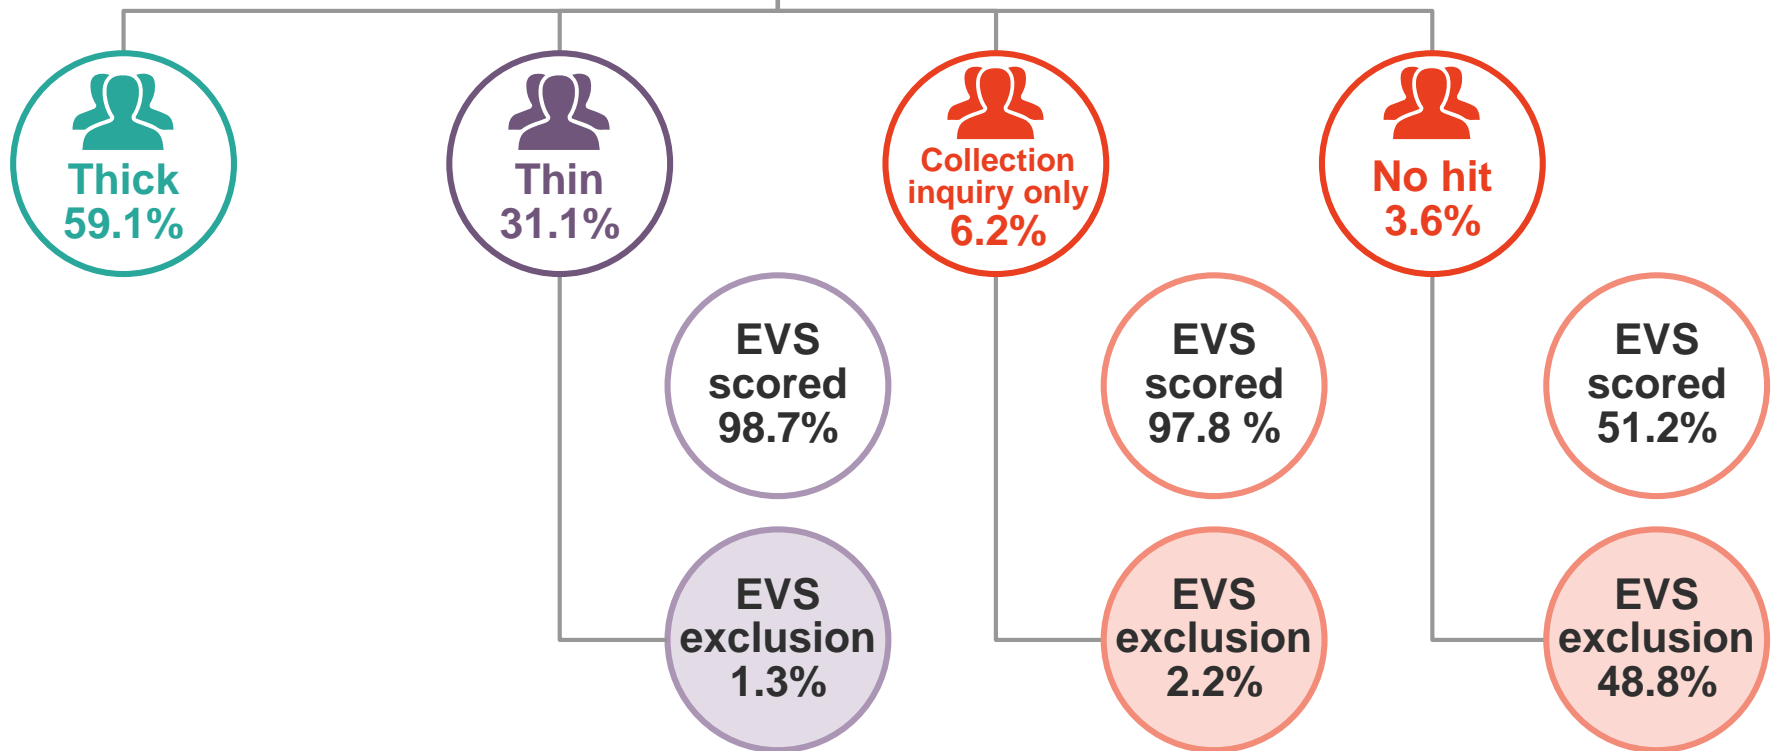 Thick
59.1%
Thin
31.1%
Collection
inquiry only
6.2%
No hit
3.6%
EVS
scored
98.7%
EVS
scored
97.8 %
EVS
scored
51.2%
EVS
exclusion
1.3%
EVS
exclusion
2.2%
EVS
exclusion
48.8%